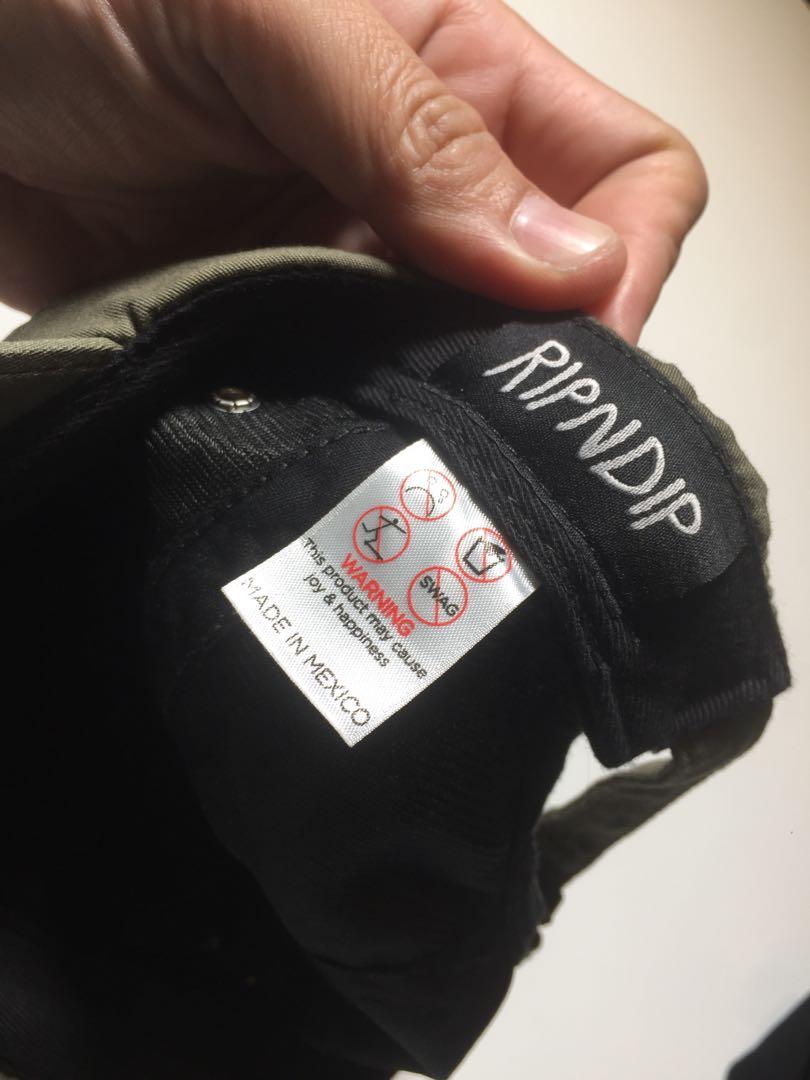 RIPNDIP
SWAG
WARNING
This product may cause
joy & happiness
MADE IN MEXICO